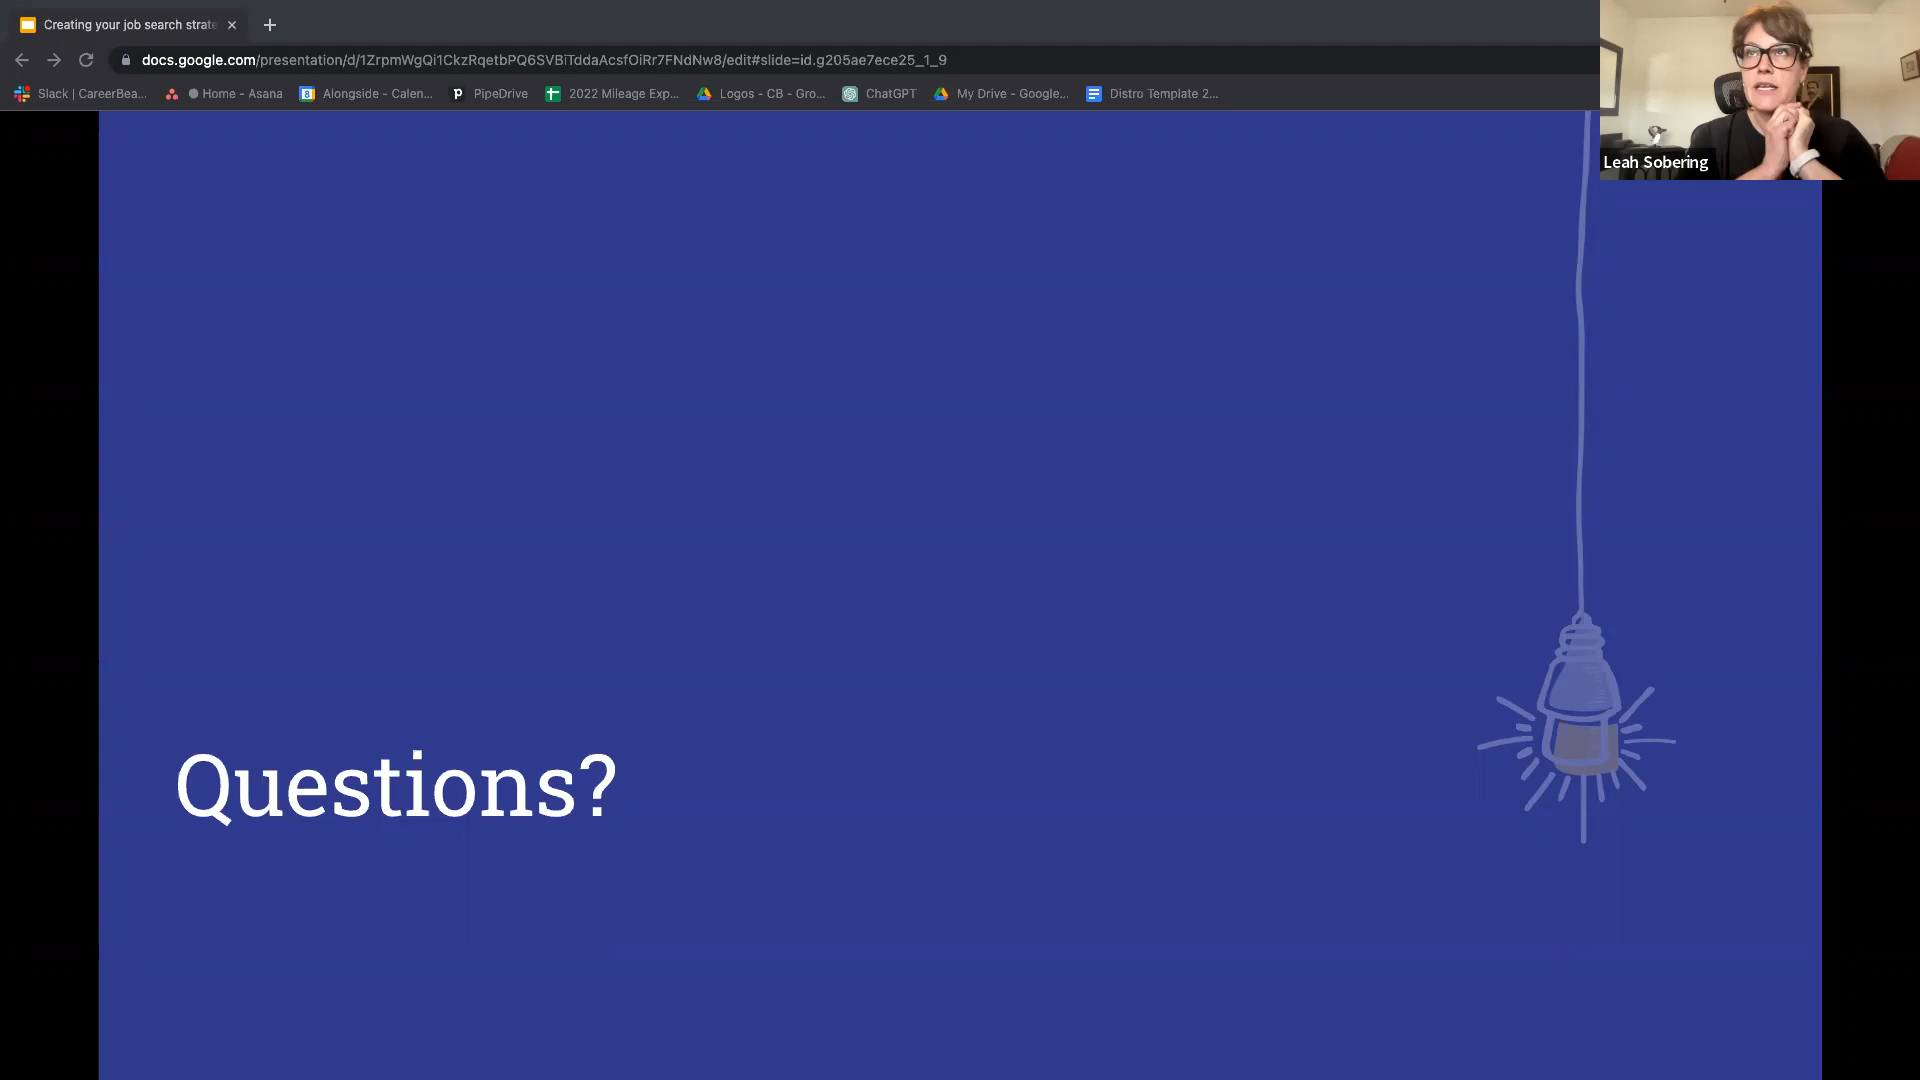 Creating your job search strate
docs.google.com/presentation/d/1ZrpmWgQi1CkzRqetbPQ6SVBiTddaAcsfOiRr7FNdNw8/edit#slide=id.g205ae7ece25_1_9
Slack | CareerBea... Home - Asana Alongside - Calen... PipeDrive 2022 Mileage Exp... Logos - CB - Gro... ChatGPT My Drive - Google... Distro Template 2...
Leah Sobering
Questions?